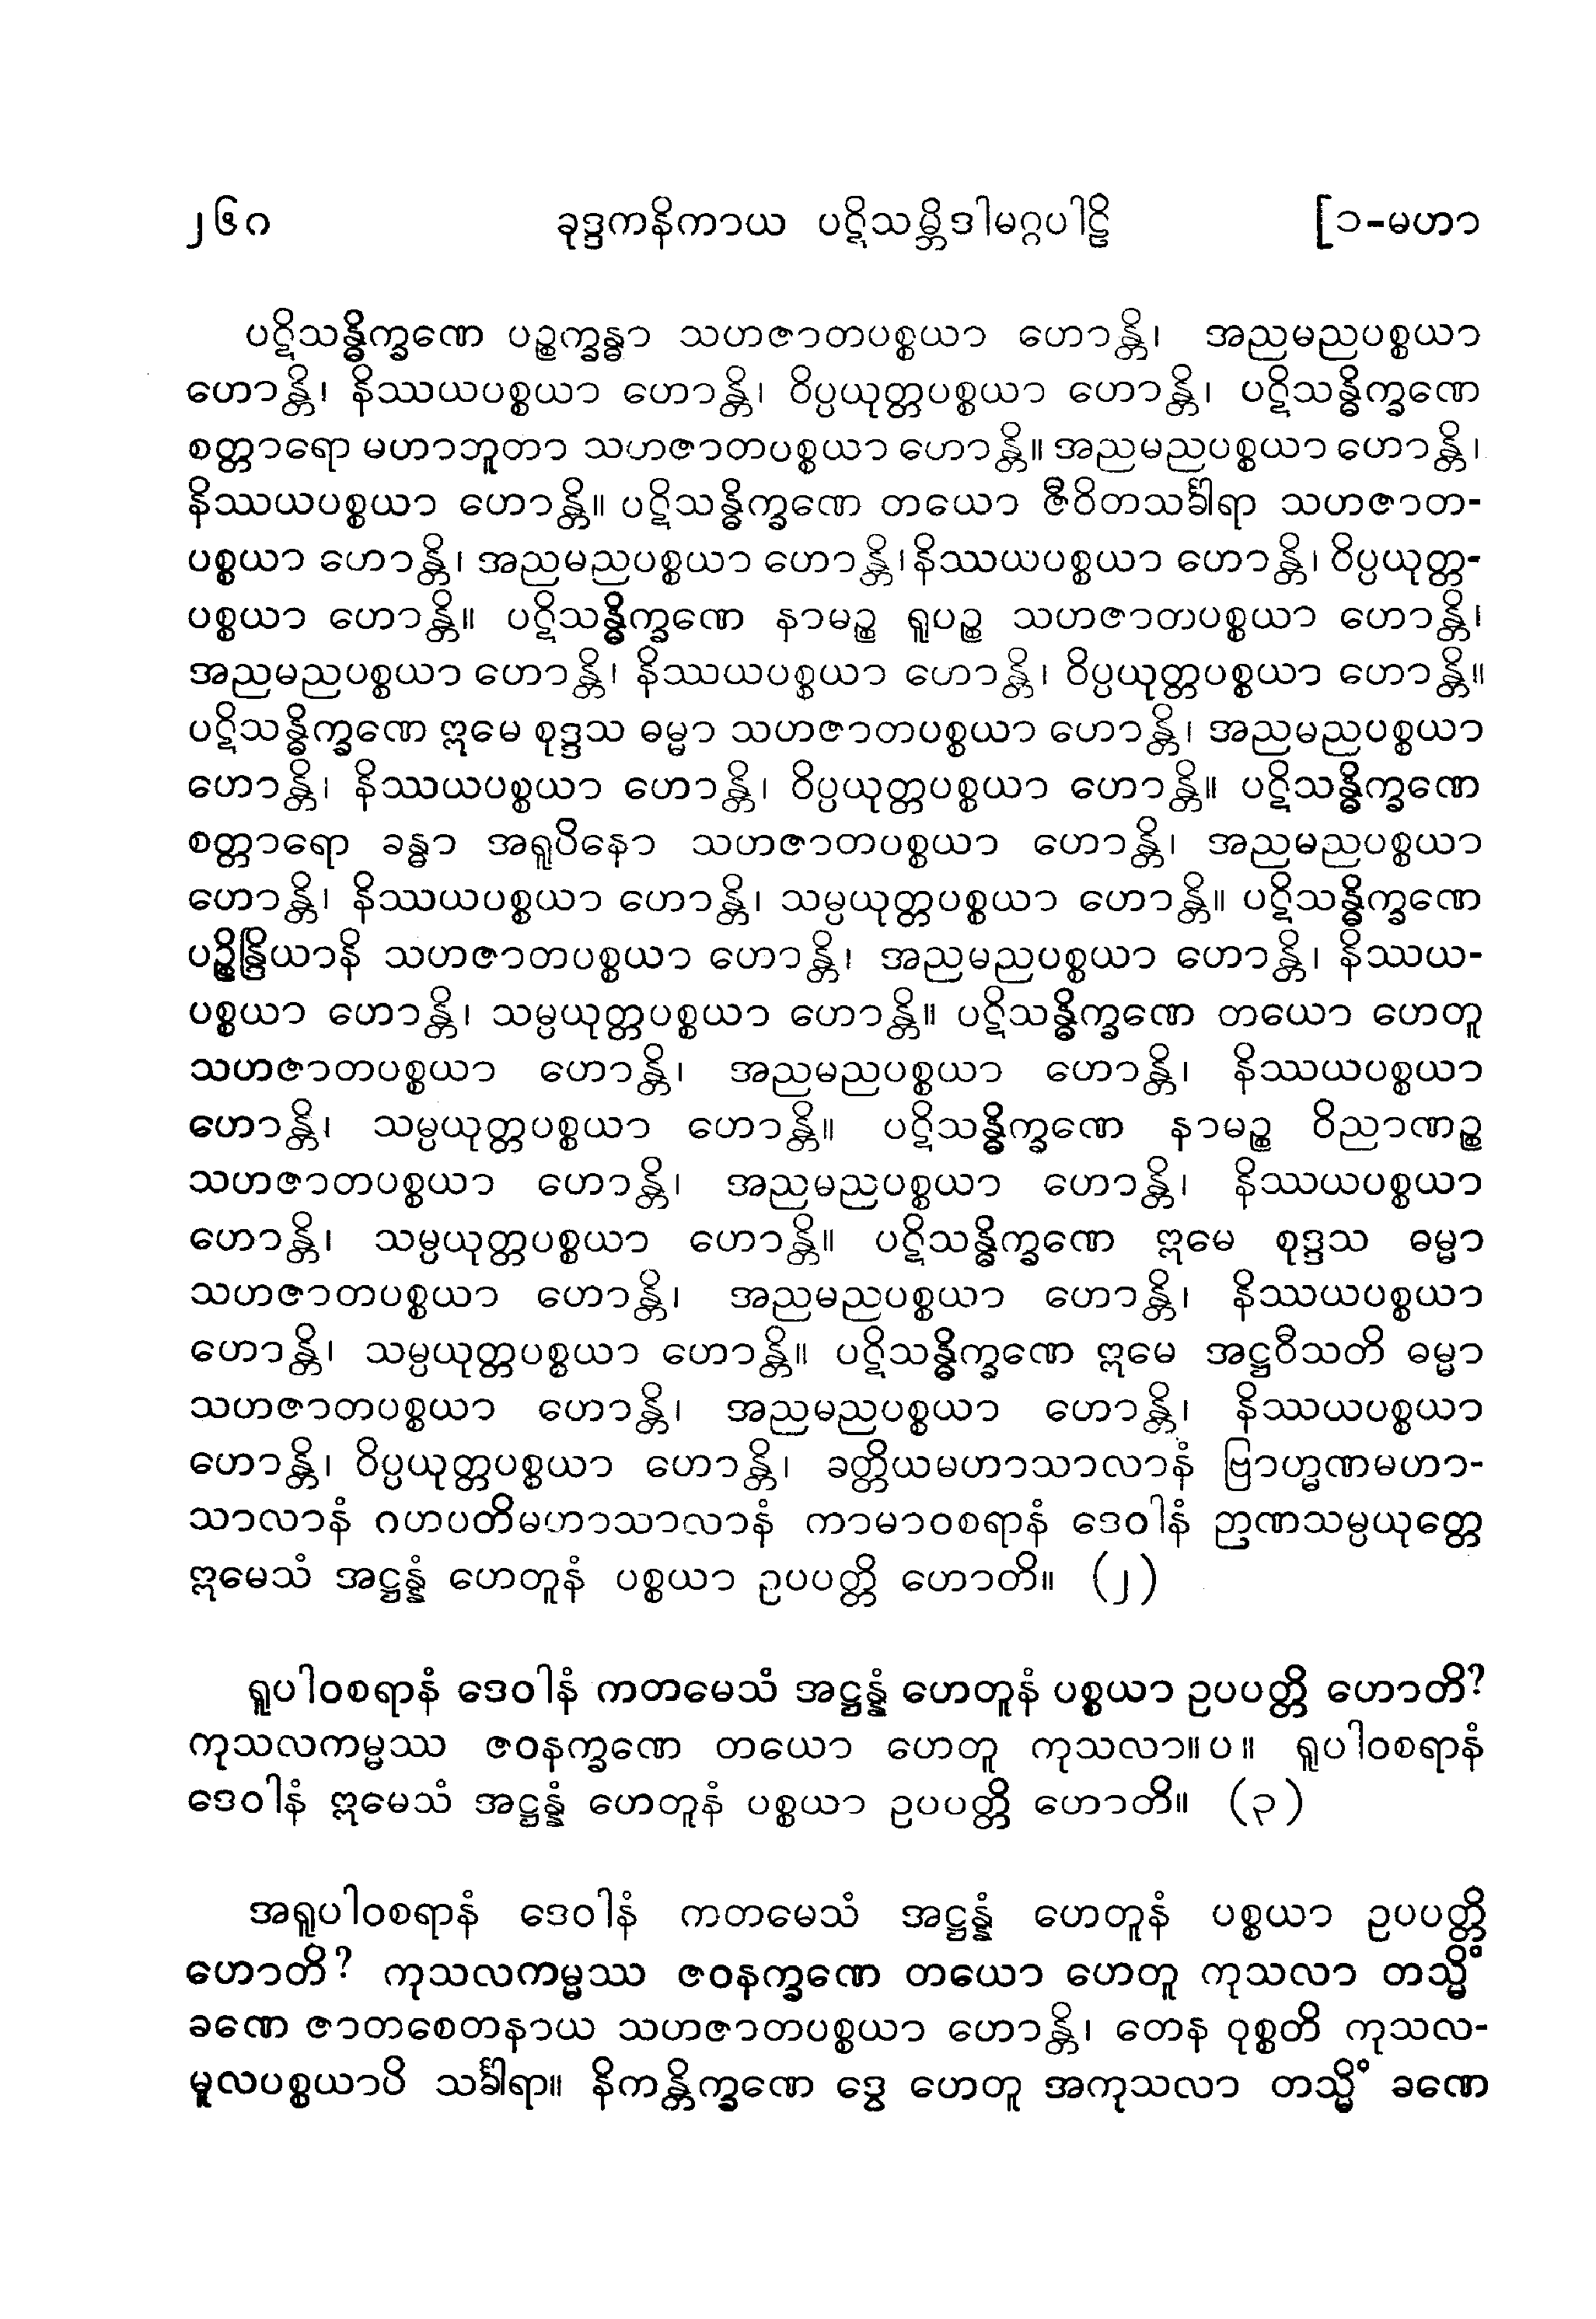 ၂၆ဂ ခုဒ္ဒကနိကာယ ပဋိသမ္ဘိဒါမဂ္ဂပါဠိ [၁-မဟာ
ပဋိသန္ဓိက္ခဏေ ပဉ္စက္ခန္ဓာ သဟဇာတပစ္စယာ ဟောန္တိ၊ အညမညပစ္စယာ
ဟောန္တိ၊ နိဿယပစ္စယာ ဟောန္တိ၊ ဝိပ္ပယုတ္တပစ္စယာ ဟောန္တိ၊ ပဋိသန္ဓိက္ခဏေ
စတ္တာရော မဟာဘူတာ သဟဇာတပစ္စယာ ဟောန္တိ။ အညမညပစ္စယာ ဟောန္တိ၊
နိဿယပစ္စယာ ဟောန္တိ။ ပဋိသန္ဓိက္ခဏေ တယော ဇီဝိတသင်္ခါရာ သဟဇာတ-
ပစ္စယာ ဟောန္တိ၊ အညမညပစ္စယာ ဟောန္တိ၊ နိဿယပစ္စယာ ဟောန္တိ၊ ဝိပ္ပယုတ္တ-
ပစ္စယာ ဟောန္တိ။ ပဋိသန္ဓိက္ခဏေ နာမဉ္စ ရူပဉ္စ သဟဇာတပစ္စယာ ဟောန္တိ၊
အညမညပစ္စယာ ဟောန္တိ၊ နိဿယပစ္စယာ ဟောန္တိ၊ ဝိပ္ပယုတ္တပစ္စယာ ဟောန္တိ။
ပဋိသန္ဓိက္ခဏေ ဣမေ စုဒ္ဒသ ဓမ္မာ သဟဇာတပစ္စယာ ဟောန္တိ၊ အညမညပစ္စယာ
ဟောန္တိ၊ နိဿယပစ္စယာ ဟောန္တိ၊ ဝိပ္ပယုတ္တပစ္စယာ ဟောန္တိ။ ပဋိသန္ဓိက္ခဏေ
စတ္တာရော ခန္ဓာ အရူပိနော သဟဇာတပစ္စယာ ဟောန္တိ၊ အညမညပစ္စယာ
ဟောန္တိ၊ နိဿယပစ္စယာ ဟောန္တိ၊ သမ္ပယုတ္တပစ္စယာ ဟောန္တိ။ ပဋိသန္ဓိက္ခဏေ
ပဉ္စိန္ဒြိယာနိ သဟဇာတပစ္စယာ ဟောန္တိ၊ အညမညပစ္စယာ ဟောန္တိ၊ နိဿယ-
ပစ္စယာ ဟောန္တိ၊ သမ္ပယုတ္တပစ္စယာ ဟောန္တိ။ ပဋိသန္ဓိက္ခဏေ တယော ဟေတူ
သဟဇာတပစ္စယာ ဟောန္တိ၊ အညမညပစ္စယာ ဟောန္တိ၊ နိဿယပစ္စယာ
ဟောန္တိ၊ သမ္ပယုတ္တပစ္စယာ ဟောန္တိ။ ပဋိသန္ဓိက္ခဏေ နာမဉ္စ ဝိညာဏဉ္စ
သဟဇာတပစ္စယာ ဟောန္တိ၊ အညမညပစ္စယာ ဟောန္တိ၊ နိဿယပစ္စယာ
ဟောန္တိ၊ သမ္ပယုတ္တပစ္စယာ ဟောန္တိ။ ပဋိသန္ဓိက္ခဏေ ဣမေ စုဒ္ဒသ ဓမ္မာ
သဟဇာတပစ္စယာ ဟောန္တိ၊ အညမညပစ္စယာ ဟောန္တိ၊ နိဿယပစ္စယာ
ဟောန္တိ၊ သမ္ပယုတ္တပစ္စယာ ဟောန္တိ။ ပဋိသန္ဓိက္ခဏေ ဣမေ အဋ္ဌဝီသတိ ဓမ္မာ
သဟဇာတပစ္စယာ ဟောန္တိ၊ အညမညပစ္စယာ ဟောန္တိ၊ နိဿယပစ္စယာ
ဟောန္တိ၊ ဝိပ္ပယုတ္တပစ္စယာ ဟောန္တိ၊ ခတ္တိယမဟာသာလာနံ ဗြာဟ္မဏမဟာ-
သာလာနံ ဂဟပတိမဟာသာလာနံ ကာမာဝစရာနံ ဒေဝါနံ ဉာဏသမ္ပယုတ္တေ
ဣမေသံ အဋ္ဌန္နံ ဟေတူနံ ပစ္စယာ ဥပပတ္တိ ဟောတိ။ (၂)
ရူပါဝစရာနံ ဒေဝါနံ ကတမေသံ အဋ္ဌန္နံ ဟေတူနံ ပစ္စယာ ဥပပတ္တိ ဟောတိ?
ကုသလကမ္မဿ ဇဝနက္ခဏေ တယော ဟေတူ ကုသလာ။ပ။ ရူပါဝစရာနံ
ဒေဝါနံ ဣမေသံ အဋ္ဌန္နံ ဟေတူနံ ပစ္စယာ ဥပပတ္တိ ဟောတိ။ (၃)
အရူပါဝစရာနံ ဒေဝါနံ ကတမေသံ အဋ္ဌန္နံ ဟေတူနံ ပစ္စယာ ဥပပတ္တိ
ဟောတိ? ကုသလကမ္မဿ ဇဝနက္ခဏေ တယော ဟေတူ ကုသလာ တသ္မိံ
ခဏေ ဇာတစေတနာယ သဟဇာတပစ္စယာ ဟောန္တိ၊ တေန ဝုစ္စတိ ကုသလ-
မူလပစ္စယာပိ သင်္ခါရာ။ နိကန္တိက္ခဏေ ဒွေ ဟေတူ အကုသလာ တသ္မိံ ခဏေ